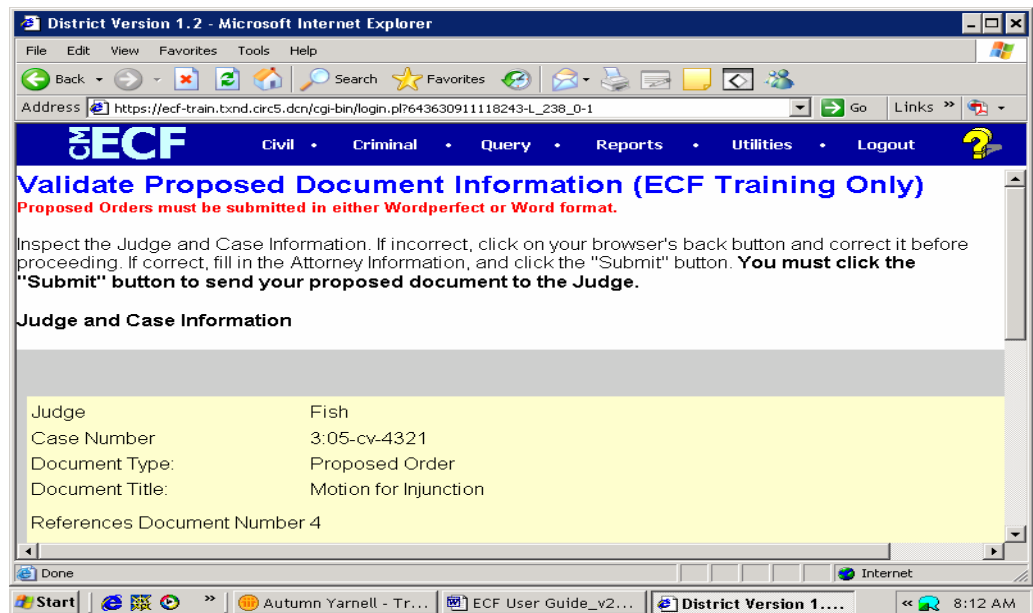 District Version 1.2 - Microsoft Internet Explorer
File Edit View Favorites Tools Help
Back Search Favorites
Address https://ecf-train.txnd.circ5.dcn/cgi-bin/login.pl?643630911118243-L_238_0-1 Go Links »
CM ECF Civil • Criminal • Query • Reports • Utilities • Logout ?
Validate Proposed Document Information (ECF Training Only)
Proposed Orders must be submitted in either Wordperfect or Word format.
Inspect the Judge and Case Information. If incorrect, click on your browser's back button and correct it before
proceeding. If correct, fill in the Attorney Information, and click the "Submit" button. You must click the
"Submit" button to send your proposed document to the Judge.
Judge and Case Information
Judge Fish
Case Number 3:05-cv-4321
Document Type: Proposed Order
Document Title: Motion for Injunction
References Document Number 4
Done Internet
Start » Autumn Yarnell - Tr... ECF User Guide_v2... District Version 1.... « 8:12 AM